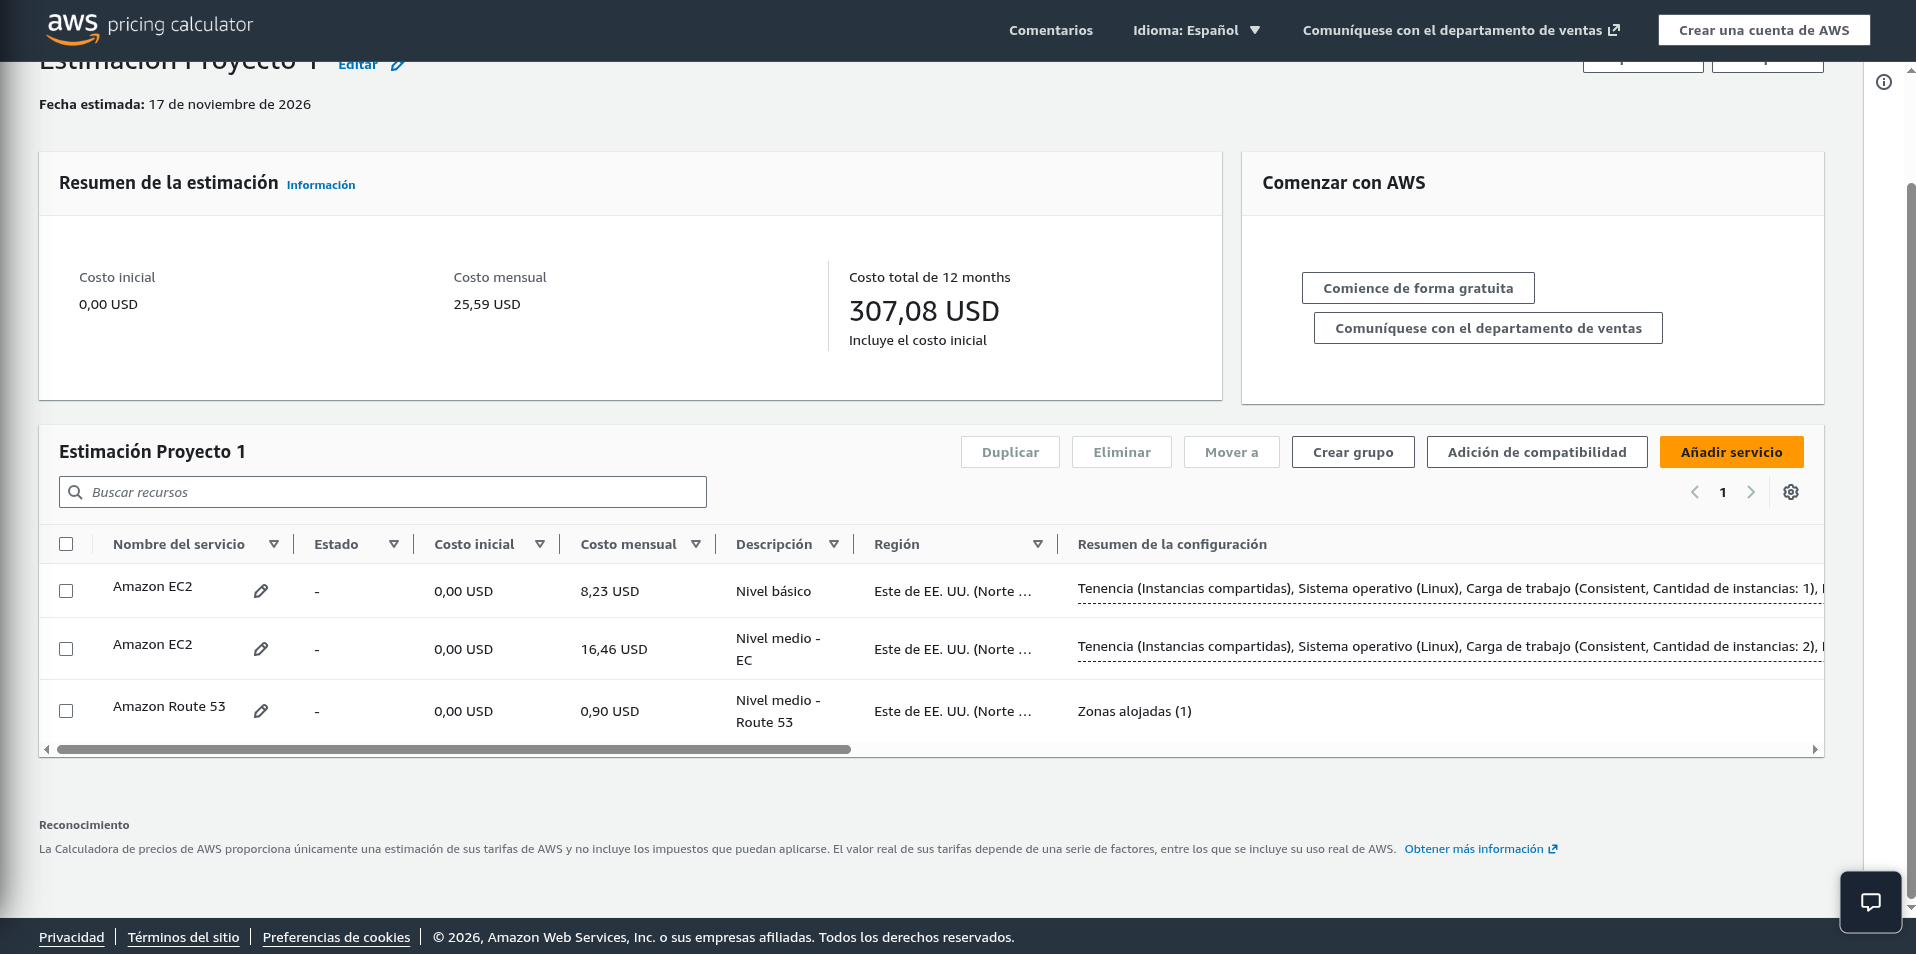 aws pricing calculator
Comentarios
Idioma: Español
Comuníquese con el departamento de ventas
Crear una cuenta de AWS
Estimación Proyecto 1
Editar
Fecha estimada: 17 de noviembre de 2026
Resumen de la estimación Información
Costo inicial
0,00 USD
Costo mensual
25,59 USD
Costo total de 12 months
307,08 USD
Incluye el costo inicial
Comenzar con AWS
Comience de forma gratuita
Comuníquese con el departamento de ventas
Estimación Proyecto 1
Duplicar
Eliminar
Mover a
Crear grupo
Adición de compatibilidad
Añadir servicio
Buscar recursos
1
Nombre del servicio Estado Costo inicial Costo mensual Descripción Región Resumen de la configuración
Amazon EC2 - 0,00 USD 8,23 USD Nivel básico Este de EE. UU. (Norte ... Tenencia (Instancias compartidas), Sistema operativo (Linux), Carga de trabajo (Consistent, Cantidad de instancias: 1),
Amazon EC2 - 0,00 USD 16,46 USD Nivel medio - EC Este de EE. UU. (Norte ... Tenencia (Instancias compartidas), Sistema operativo (Linux), Carga de trabajo (Consistent, Cantidad de instancias: 2),
Amazon Route 53 - 0,00 USD 0,90 USD Nivel medio - Route 53 Este de EE. UU. (Norte ... Zonas alojadas (1)
Reconocimiento
La Calculadora de precios de AWS proporciona únicamente una estimación de sus tarifas de AWS y no incluye los impuestos que puedan aplicarse. El valor real de sus tarifas depende de una serie de factores, entre los que se incluye su uso real de AWS. Obtener más información
Privacidad
Términos del sitio
Preferencias de cookies
© 2026, Amazon Web Services, Inc. o sus empresas afiliadas. Todos los derechos reservados.